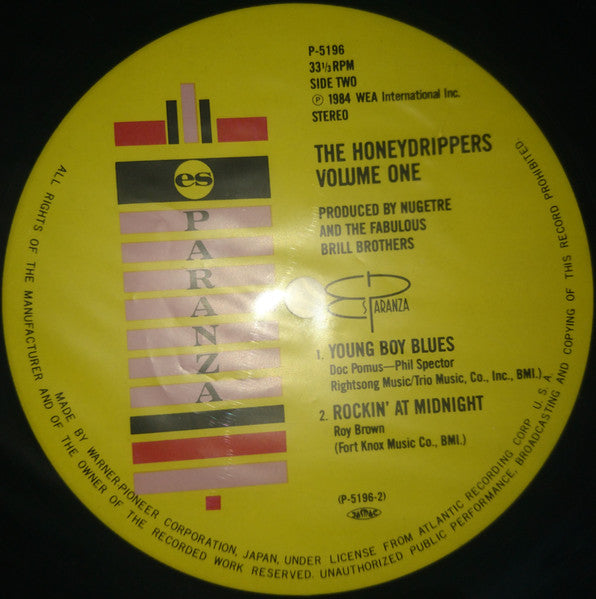 P-5196
33⅓ RPM
SIDE TWO
Ⓟ 1984 WEA International Inc.
STEREO
THE HONEYDRIPPERS
VOLUME ONE
PRODUCED BY NUGETRE
AND THE FABULOUS
BRILL BROTHERS
es
PARANZA
ES PARANZA
1. YOUNG BOY BLUES
Doc Pomus—Phil Spector
Rightsong Music/Trio Music, Co., Inc., BMI.)
2. ROCKIN' AT MIDNIGHT
Roy Brown
(Fort Knox Music Co., BMI.)
(P-5196-2)
ALL RIGHTS OF THE MANUFACTURER AND OF THE OWNER OF THE RECORDED WORK RESERVED. UNAUTHORIZED PUBLIC PERFORMANCE, BROADCASTING AND COPYING OF THIS RECORD PROHIBITED.
MADE BY WARNER-PIONEER CORPORATION, JAPAN, UNDER LICENSE FROM ATLANTIC RECORDING CORP. U.S.A.